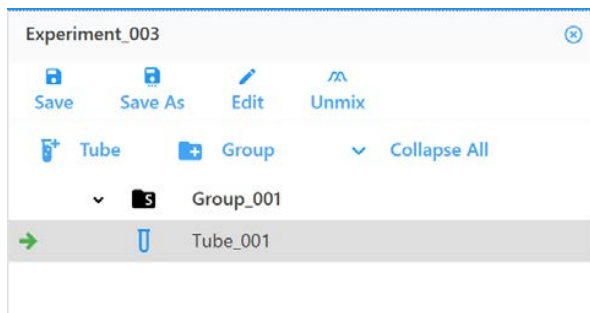 Experiment_003
Save Save As Edit Unmix
Tube Group Collapse All
S Group_001
Tube_001